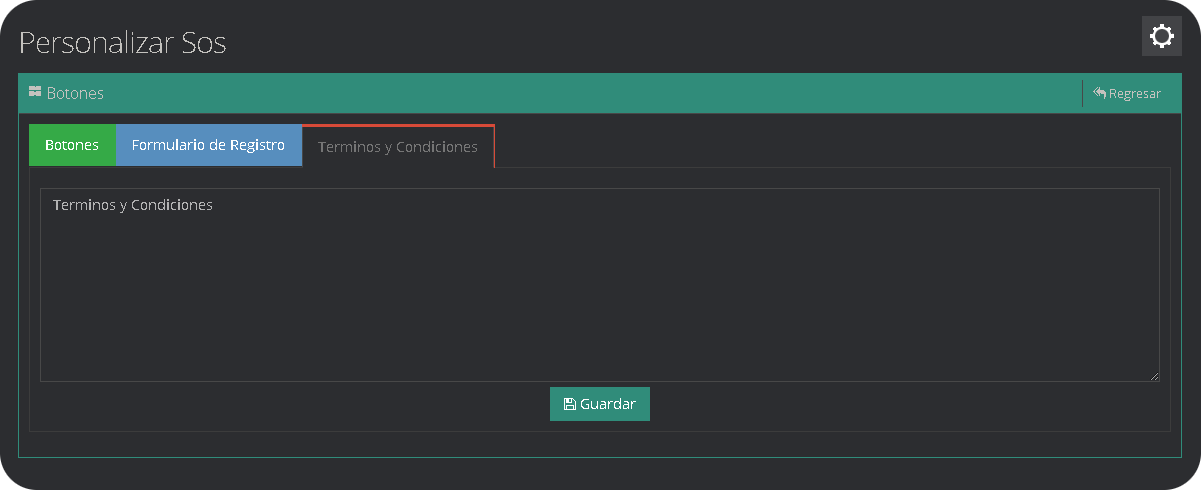 Personalizar Sos
Botones
Regresar
Botones
Formulario de Registro
Terminos y Condiciones
Terminos y Condiciones
Guardar